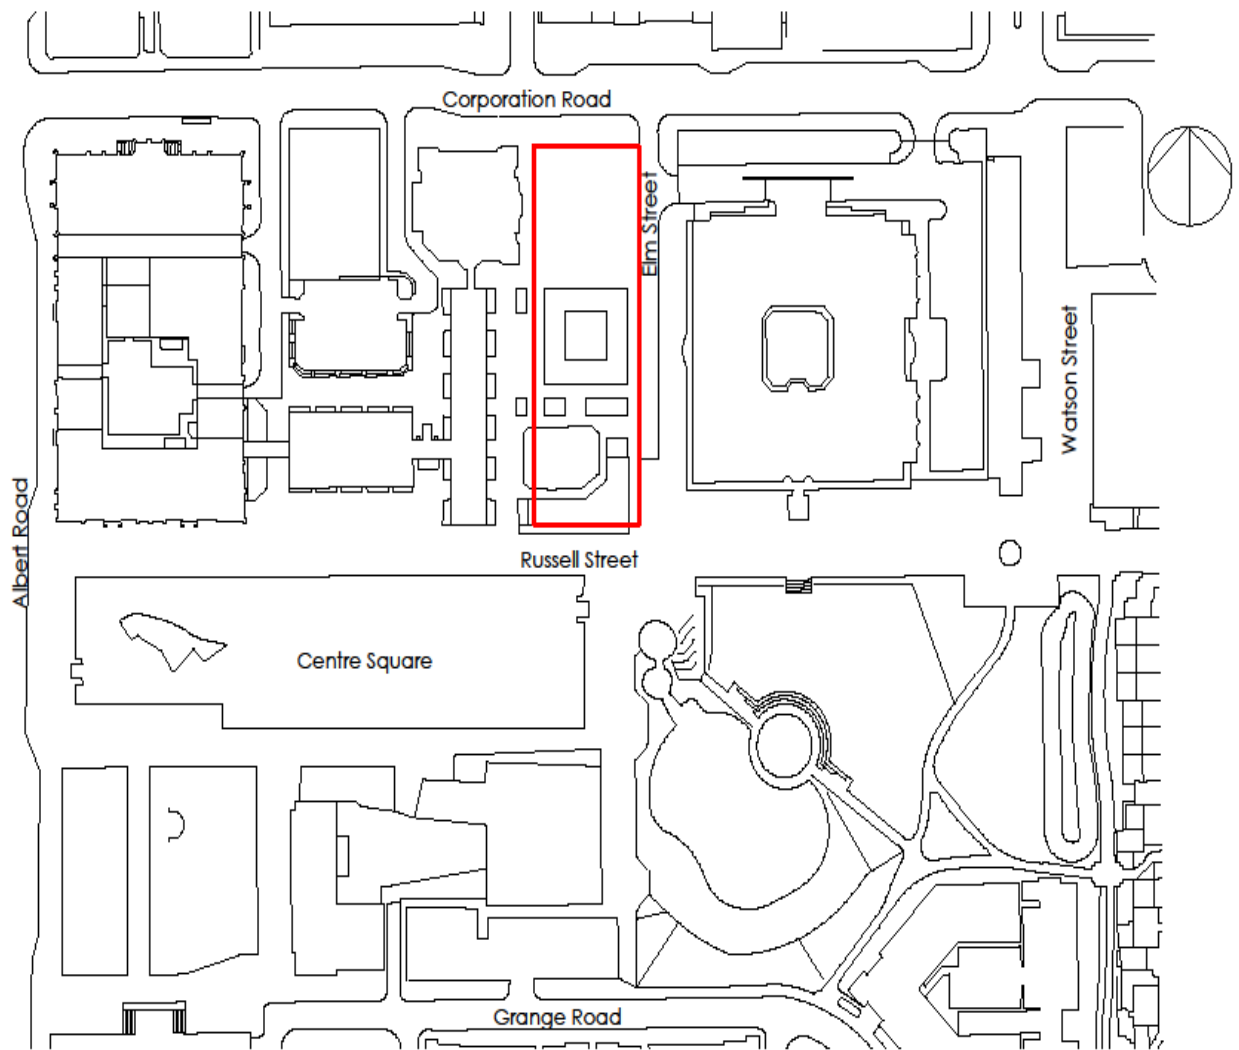 Corporation Road
Elm Street
Watson Street
Albert Road
Russell Street
Centre Square
Grange Road